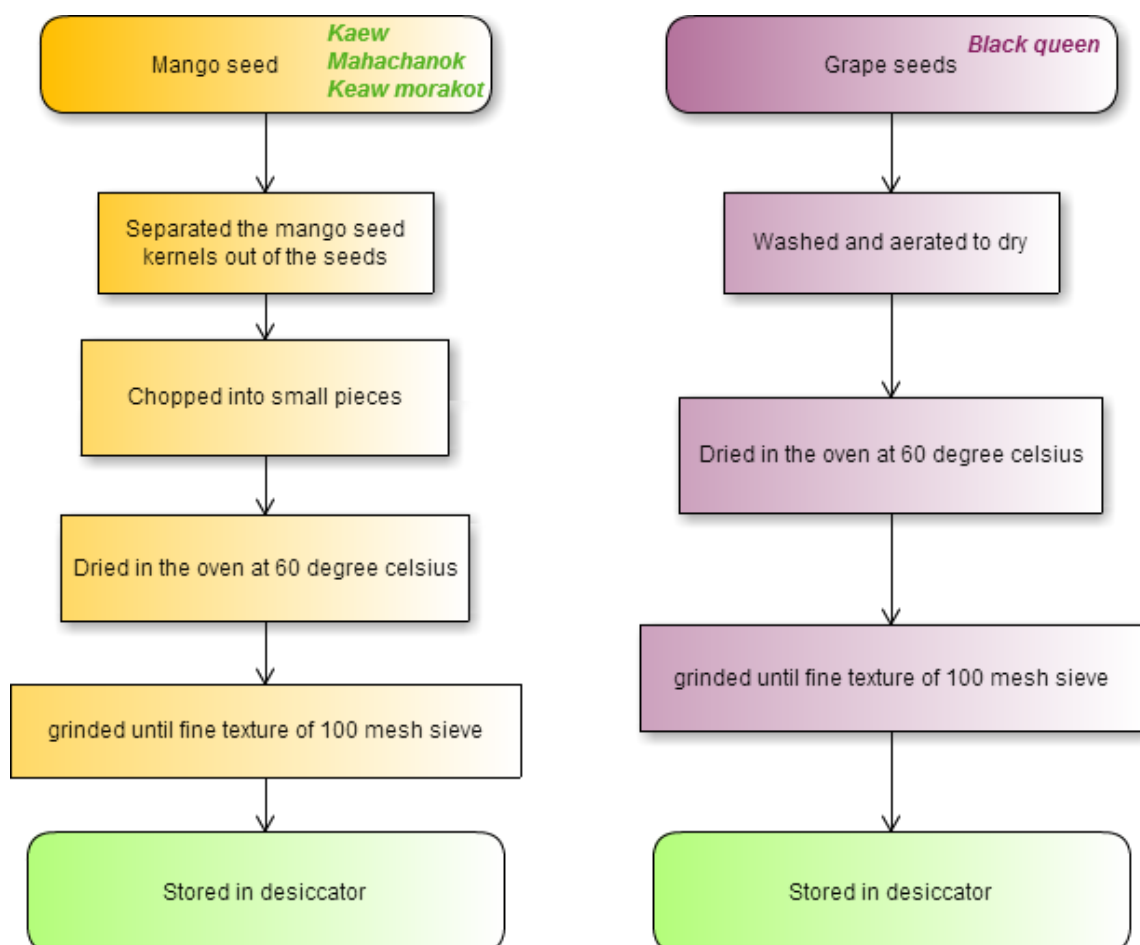 Mango seed
Kaew
Mahachanok
Keaw morakot
Separated the mango seed
kernels out of the seeds
Chopped into small pieces
Dried in the oven at 60 degree celsius
grinded until fine texture of 100 mesh sieve
Stored in desiccator
Grape seeds
Black queen
Washed and aerated to dry
Dried in the oven at 60 degree celsius
grinded until fine texture of 100 mesh sieve
Stored in desiccator